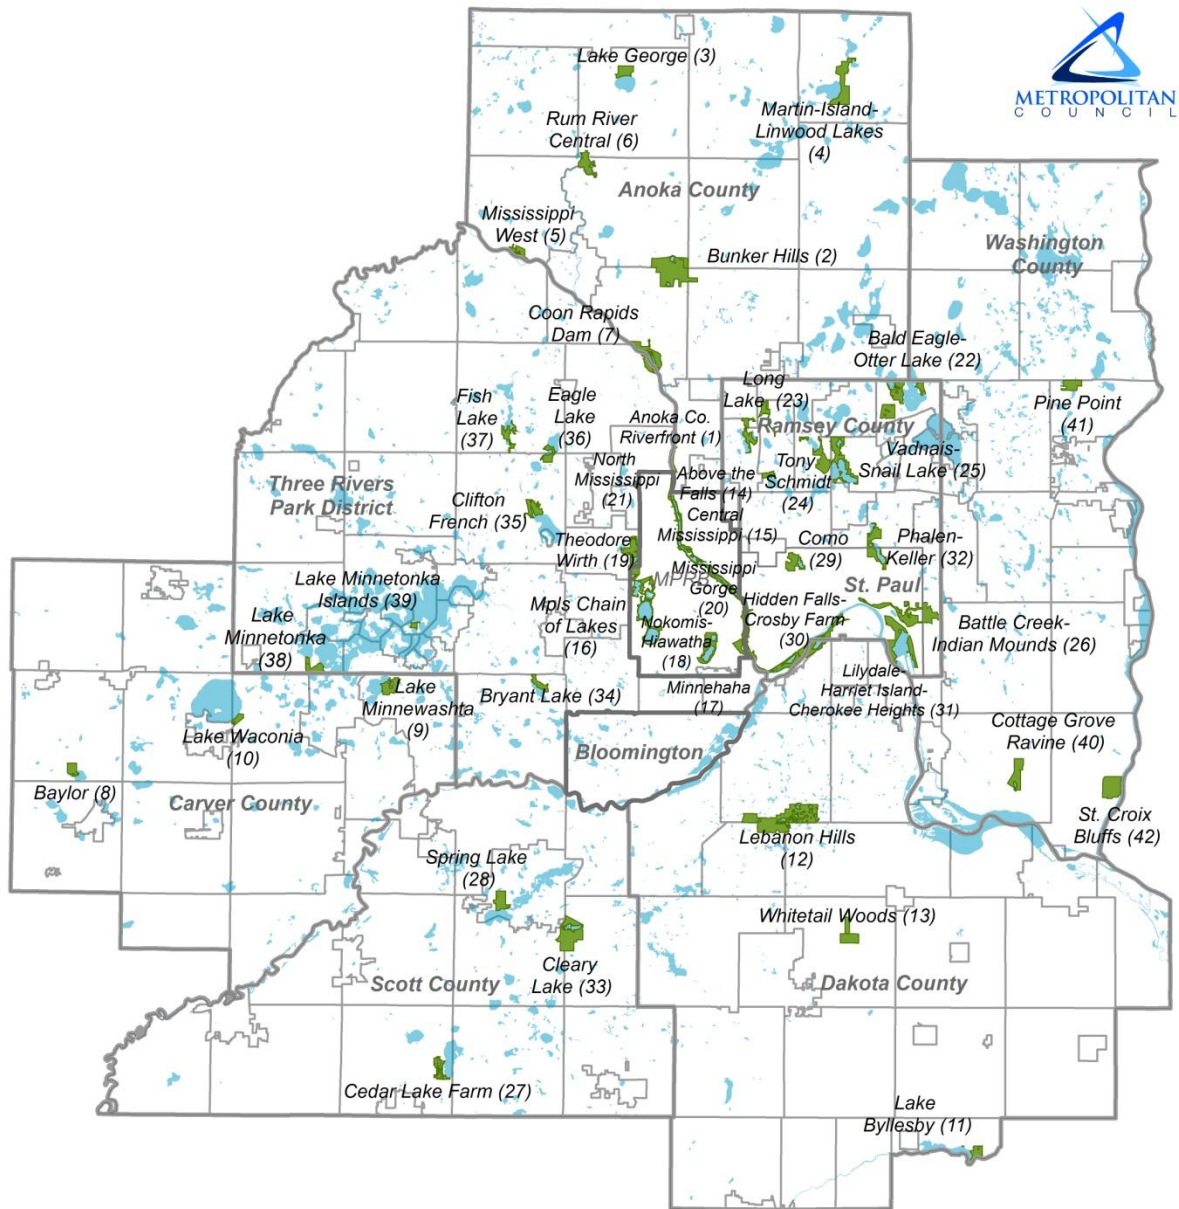 Lake George (3)
METROPOLITAN
COUNCIL
Martin-Island-
Linwood Lakes
(4)
Rum River
Central (6)
Anoka County
Mississippi
West (5)
Washington
County
Bunker Hills (2)
Coon Rapids
Dam (7)
Bald Eagle-
Otter Lake (22)
Long
Lake (23)
Fish
Lake
(37)
Eagle
Lake
(36)
Pine Point
(41)
Anoka Co.
Riverfront (1)
Ramsey County
Vadnais-
Snail Lake (25)
North
Mississippi
(21)
Above the
Falls (14)
Tony
Schmidt
(24)
Three Rivers
Park District
Clifton
French (35)
Central
Mississippi (15)
Theodore
Wirth (19)
Como
(29)
Phalen-
Keller (32)
MPRB
Mississippi
Gorge
(20)
St. Paul
Lake Minnetonka
Islands (39)
Lake
Minnetonka
(38)
Mpls Chain
of Lakes
(16)
Nokomis-
Hiawatha
(18)
Hidden Falls-
Crosby Farm
(30)
Battle Creek-
Indian Mounds (26)
Lilydale-
Harriet Island-
Cherokee Heights (31)
Minnehaha
(17)
Lake
Minnewashta
(9)
Bryant Lake (34)
Lake Waconia
(10)
Bloomington
Cottage Grove
Ravine (40)
Baylor (8)
Carver County
St. Croix
Bluffs (42)
Lebanon Hills
(12)
Spring Lake
(28)
Whitetail Woods (13)
Cleary
Lake (33)
Scott County
Dakota County
Cedar Lake Farm (27)
Lake
Byllesby (11)